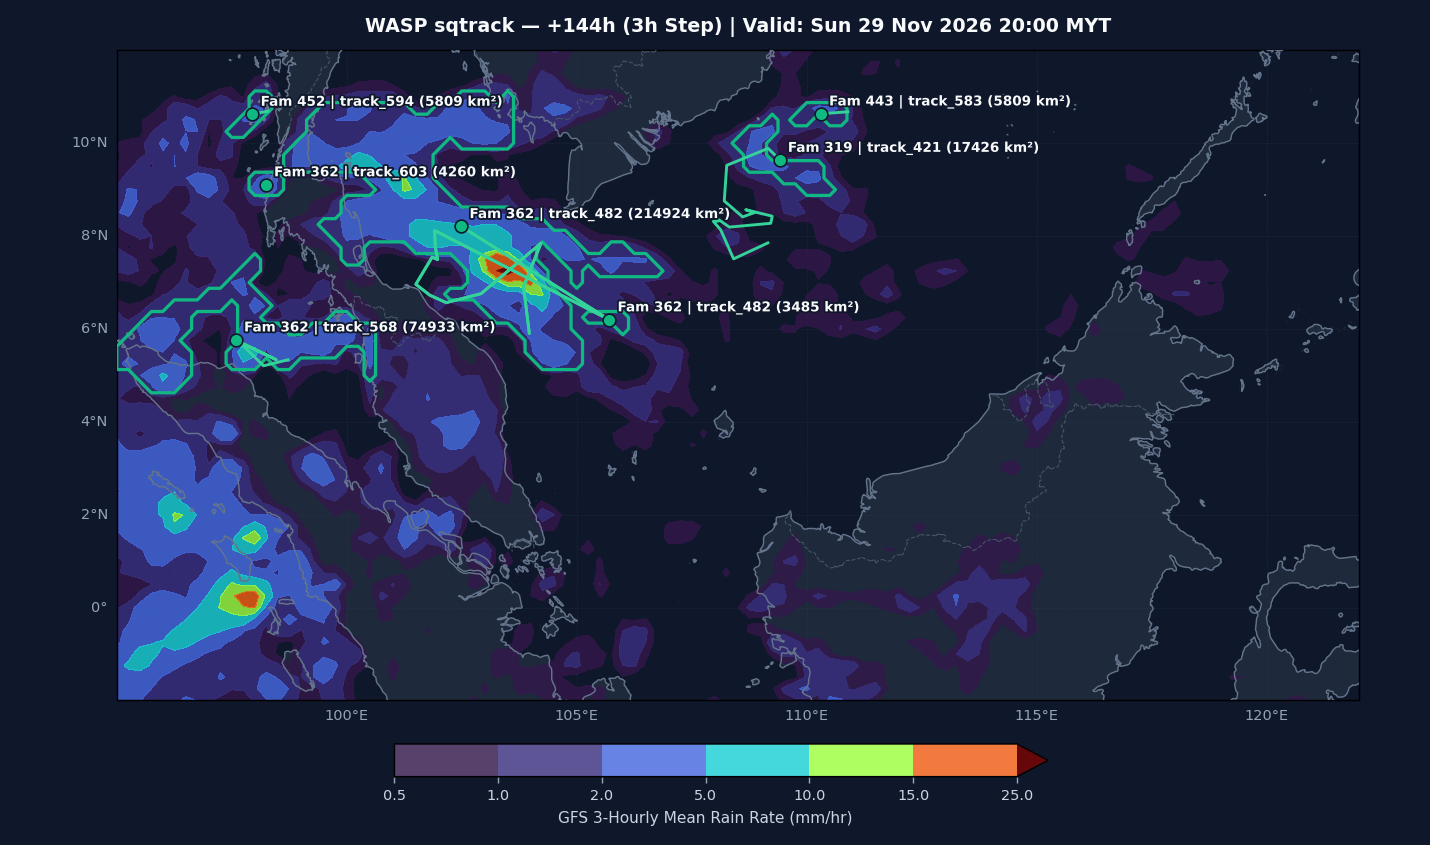 WASP sqtrack — +144h (3h Step) | Valid: Sun 29 Nov 2026 20:00 MYT
Fam 452 | track_594 (5809 km²)
Fam 443 | track_583 (5809 km²)
10°N
Fam 319 | track_421 (17426 km²)
Fam 362 | track_603 (4260 km²)
Fam 362 | track_482 (214924 km²)
8°N
Fam 362 | track_482 (3485 km²)
6°N
Fam 362 | track_568 (74933 km²)
4°N
2°N
0°
100°E 105°E 110°E 115°E 120°E
0.5 1.0 2.0 5.0 10.0 15.0 25.0
GFS 3-Hourly Mean Rain Rate (mm/hr)